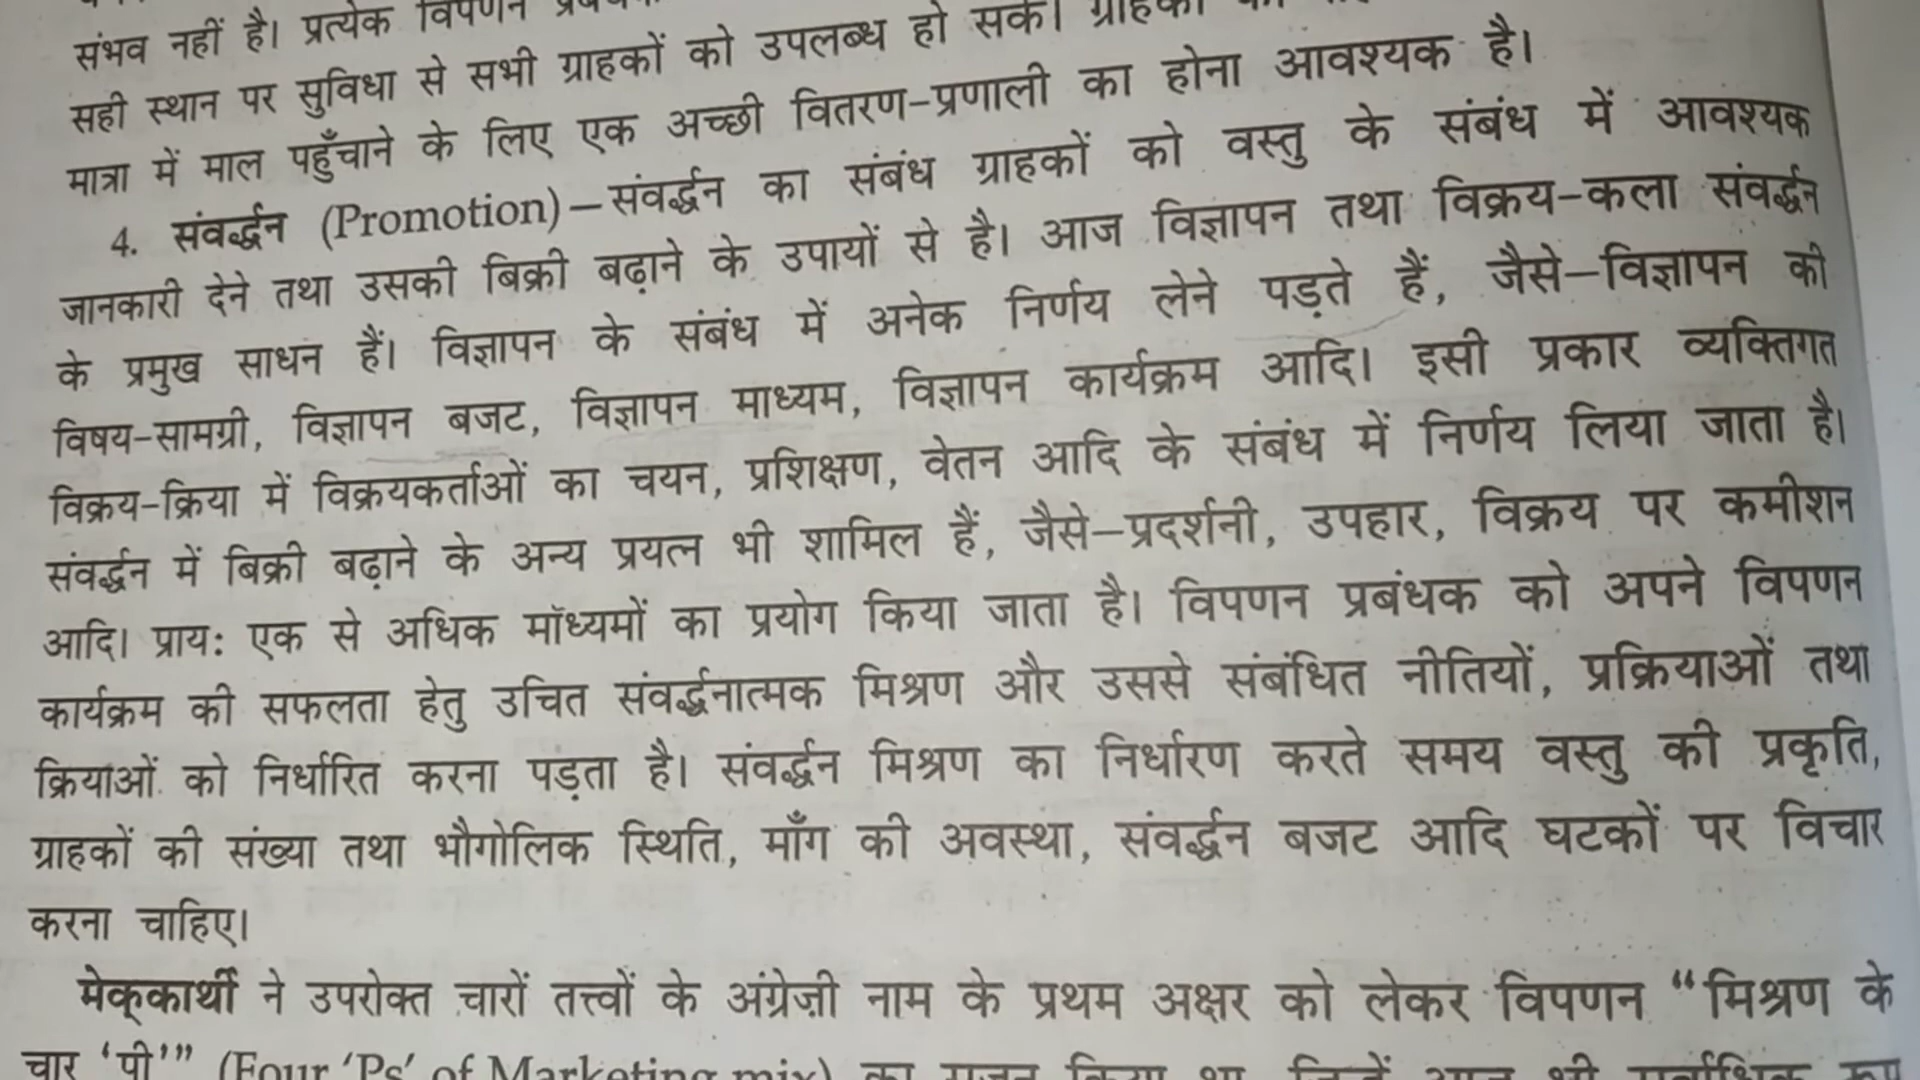 संभव नहीं है। प्रत्येक विपणन
सही स्थान पर सुविधा से सभी ग्राहकों को उपलब्ध हो सके। ग्राहकों
मात्रा में माल पहुँचाने के लिए एक अच्छी वितरण-प्रणाली का होना आवश्यक है।
4. संवर्द्धन (Promotion)—संवर्द्धन का संबंध ग्राहकों को वस्तु के संबंध में आवश्यक
जानकारी देने तथा उसकी बिक्री बढ़ाने के उपायों से है। आज विज्ञापन तथा विक्रय-कला संवर्द्धन
के प्रमुख साधन हैं। विज्ञापन के संबंध में अनेक निर्णय लेने पड़ते हैं, जैसे—विज्ञापन की
विषय-सामग्री, विज्ञापन बजट, विज्ञापन माध्यम, विज्ञापन कार्यक्रम आदि। इसी प्रकार व्यक्तिगत
विक्रय-क्रिया में विक्रयकर्ताओं का चयन, प्रशिक्षण, वेतन आदि के संबंध में निर्णय लिया जाता है।
संवर्द्धन में बिक्री बढ़ाने के अन्य प्रयत्न भी शामिल हैं, जैसे—प्रदर्शनी, उपहार, विक्रय पर कमीशन
आदि। प्राय: एक से अधिक मॉध्यमों का प्रयोग किया जाता है। विपणन प्रबंधक को अपने विपणन
कार्यक्रम की सफलता हेतु उचित संवर्द्धनात्मक मिश्रण और उससे संबंधित नीतियों, प्रक्रियाओं तथा
क्रियाओं को निर्धारित करना पड़ता है। संवर्द्धन मिश्रण का निर्धारण करते समय वस्तु की प्रकृति,
ग्राहकों की संख्या तथा भौगोलिक स्थिति, माँग की अवस्था, संवर्द्धन बजट आदि घटकों पर विचार
करना चाहिए।
मेक्‌कार्थी ने उपरोक्त चारों तत्त्वों के अंग्रेज़ी नाम के प्रथम अक्षर को लेकर विपणन “मिश्रण के
चार ‘पी’” (Four ‘Ps’ of Marketing mix) का